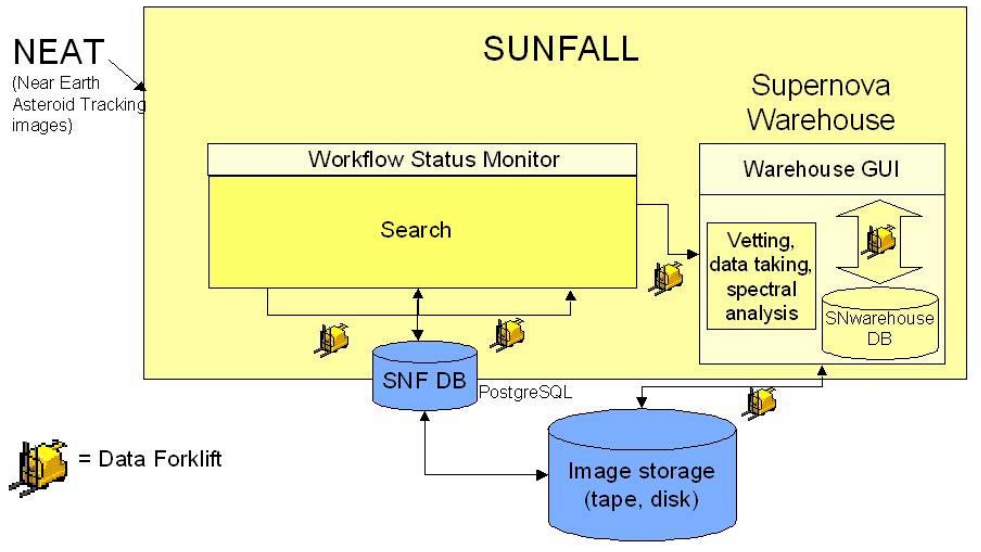 NEAT
(Near Earth
Asteroid Tracking
images)
SUNFALL
Supernova
Warehouse
Workflow Status Monitor
Search
Warehouse GUI
Vetting,
data taking,
spectral
analysis
SNwarehouse
DB
SNF DB
PostgreSQL
Image storage
(tape, disk)
= Data Forklift